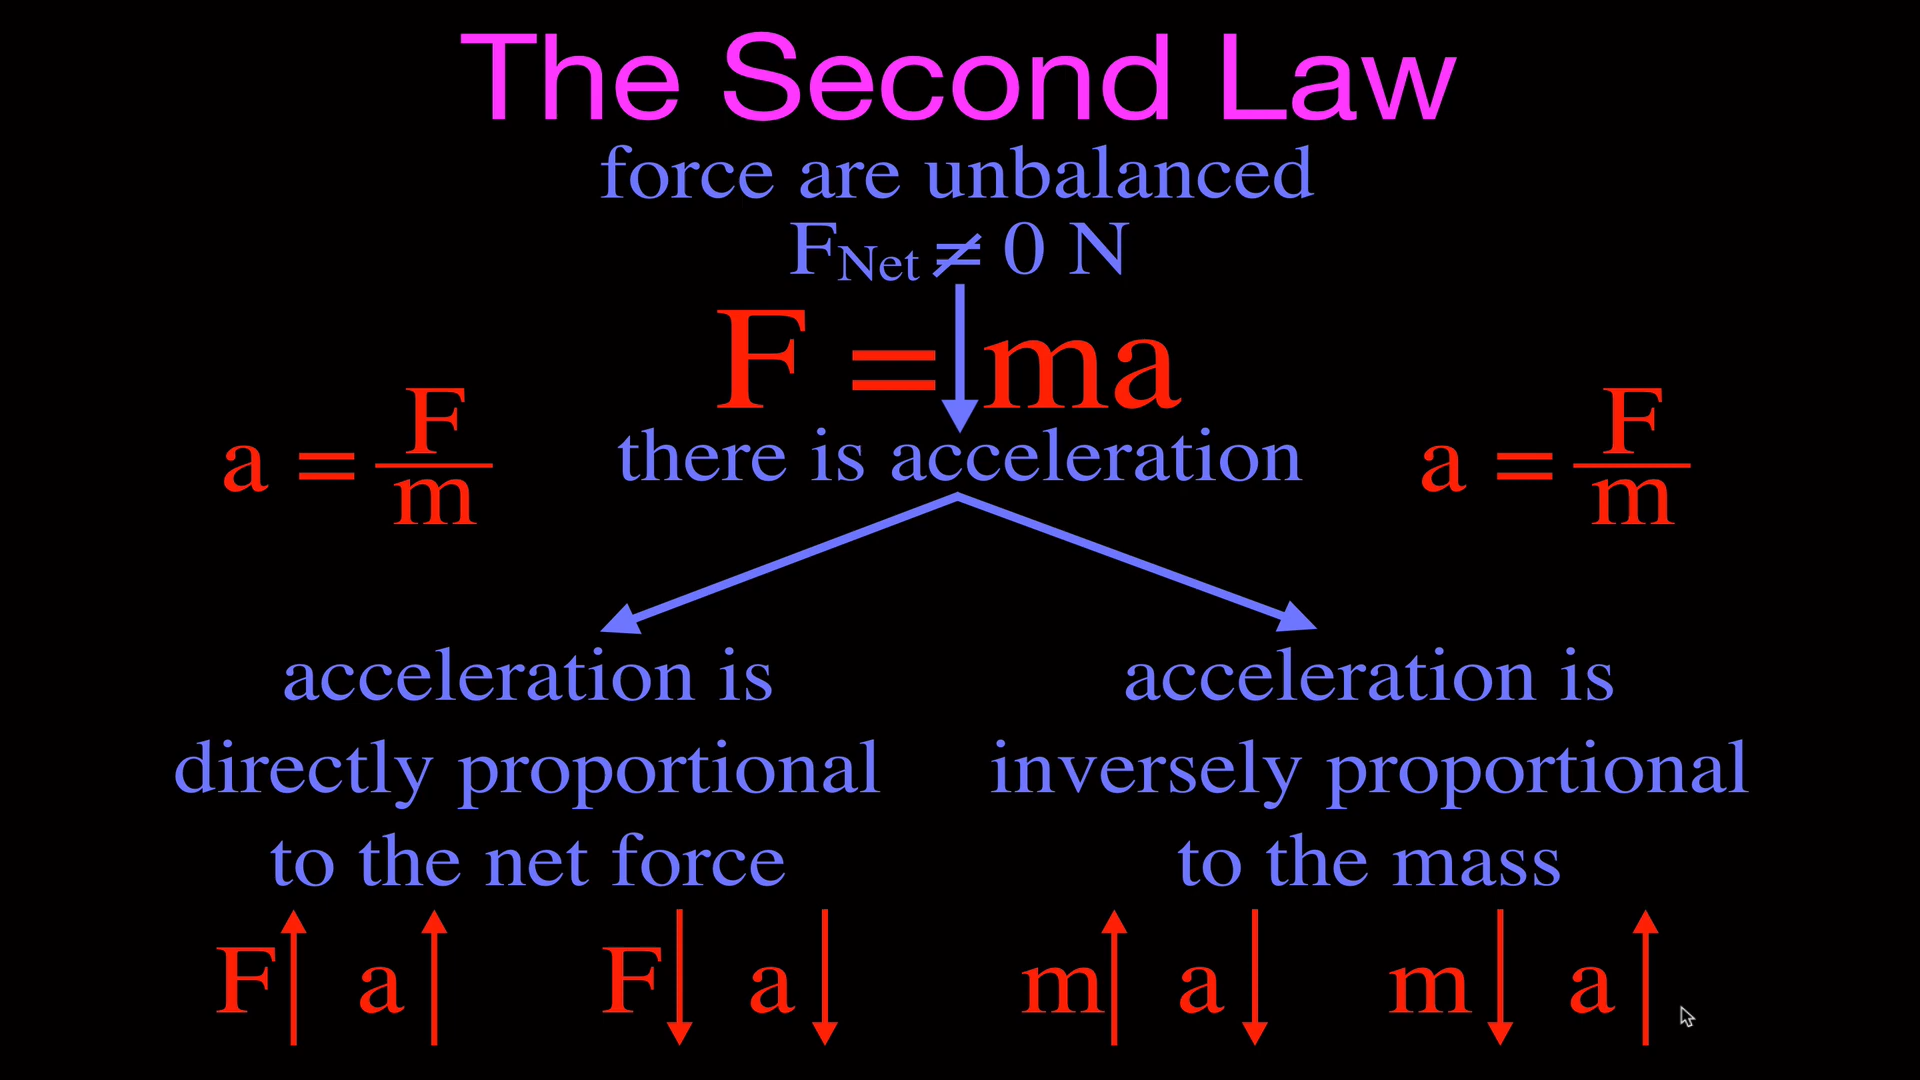 The Second Law
force are unbalanced
FNet ≠ 0 N
F = ma
a = F/m
there is acceleration
a = F/m
acceleration is
directly proportional
to the net force
acceleration is
inversely proportional
to the mass
F↑ a↑ F↓ a↓
m↑ a↓ m↓ a↑